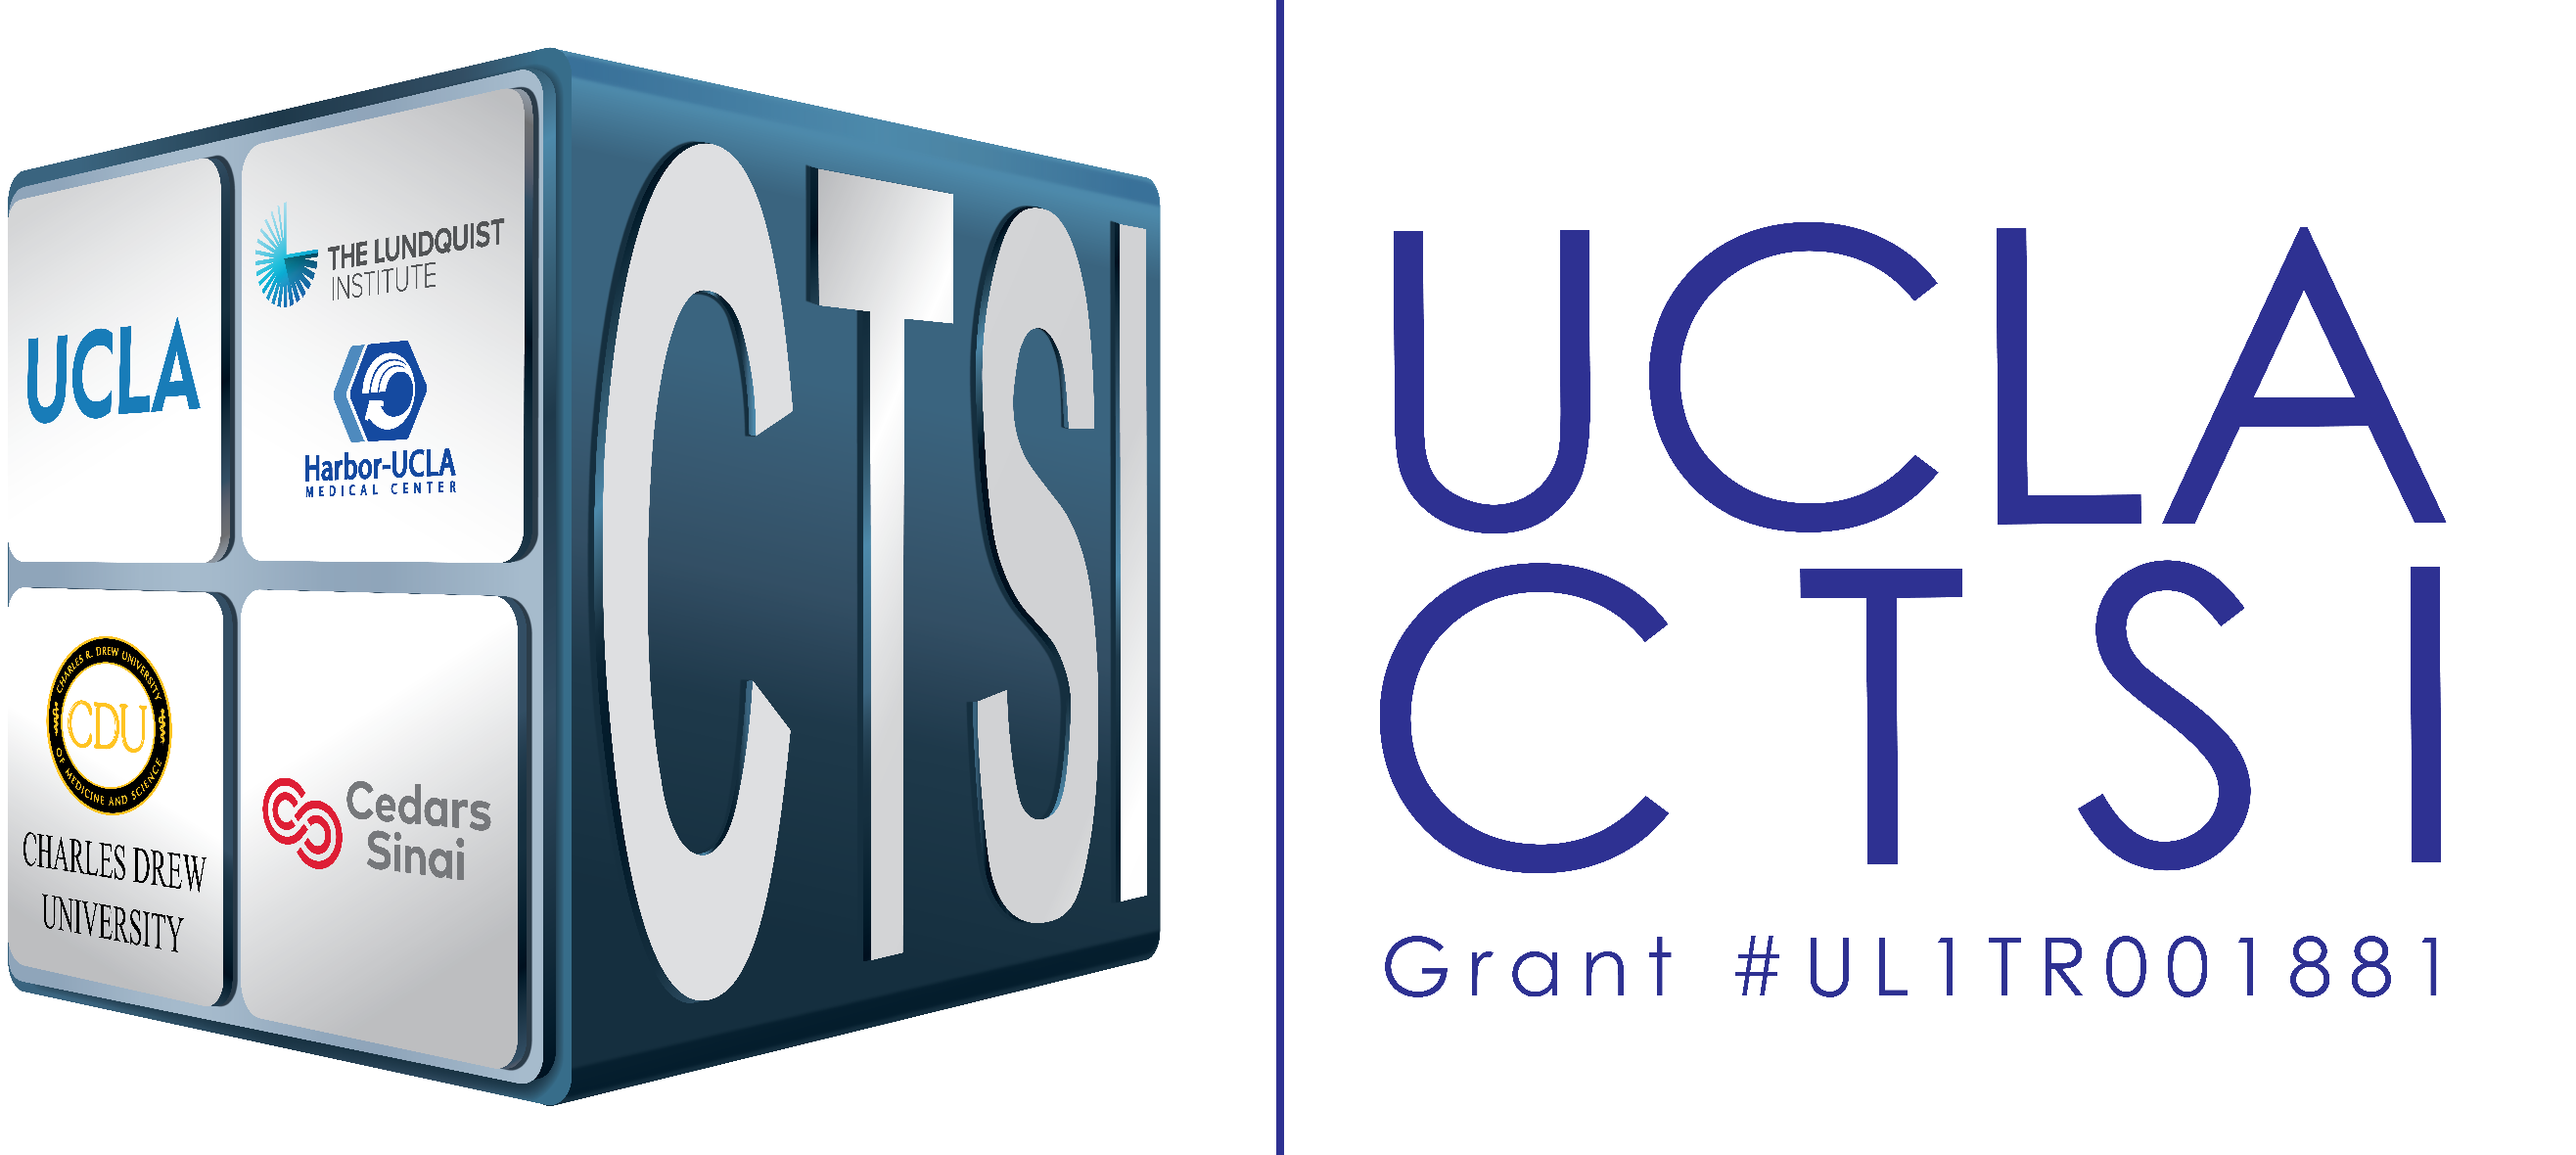 UCLA
THE LUNDQUIST
INSTITUTE
Harbor-UCLA
MEDICAL CENTER
CHARLES R. DREW UNIVERSITY
OF MEDICINE AND SCIENCE
CDU
CHARLES DREW
UNIVERSITY
Cedars
Sinai
CTSI
UCLA
CTSI
Grant #UL1TR001881